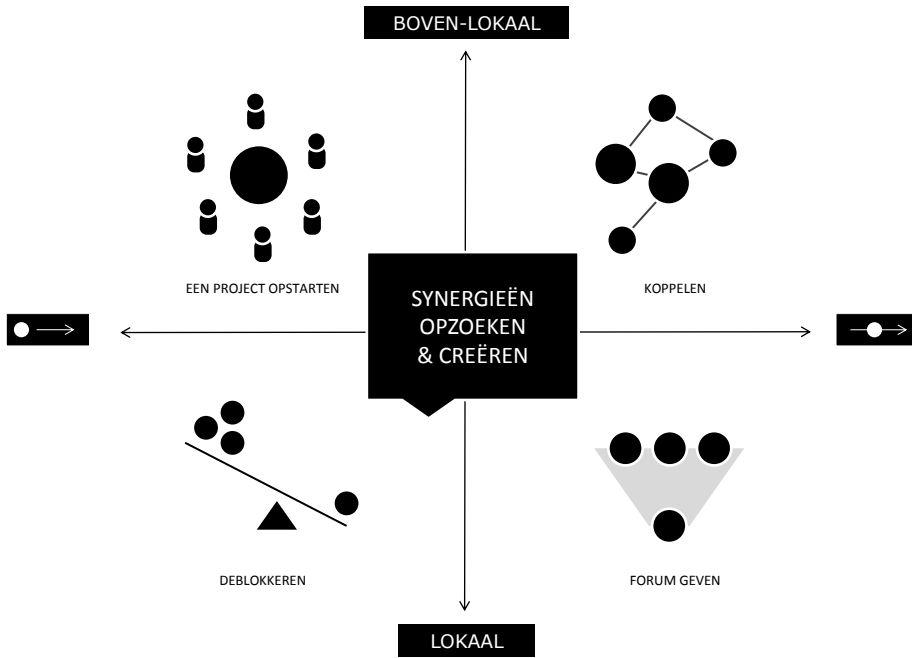 BOVEN-LOKAAL
EEN PROJECT OPSTARTEN
KOPPELEN
SYNERGIEËN
OPZOEKEN
& CREËREN
DEBLOKKEREN
FORUM GEVEN
LOKAAL